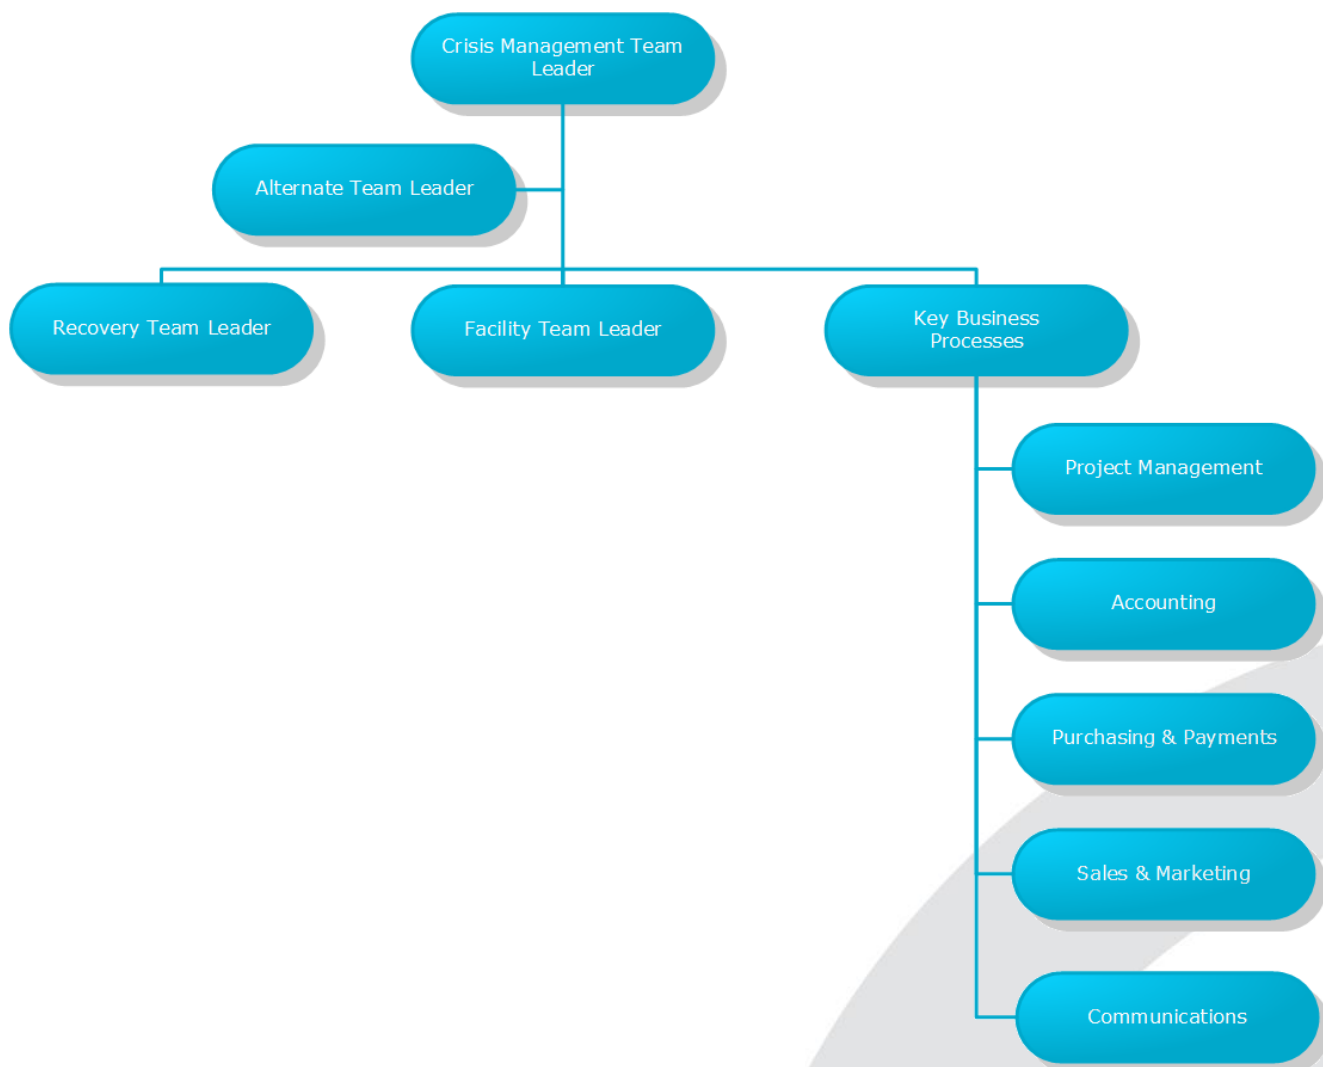 Crisis Management Team
Leader
Alternate Team Leader
Recovery Team Leader
Facility Team Leader
Key Business
Processes
Project Management
Accounting
Purchasing & Payments
Sales & Marketing
Communications